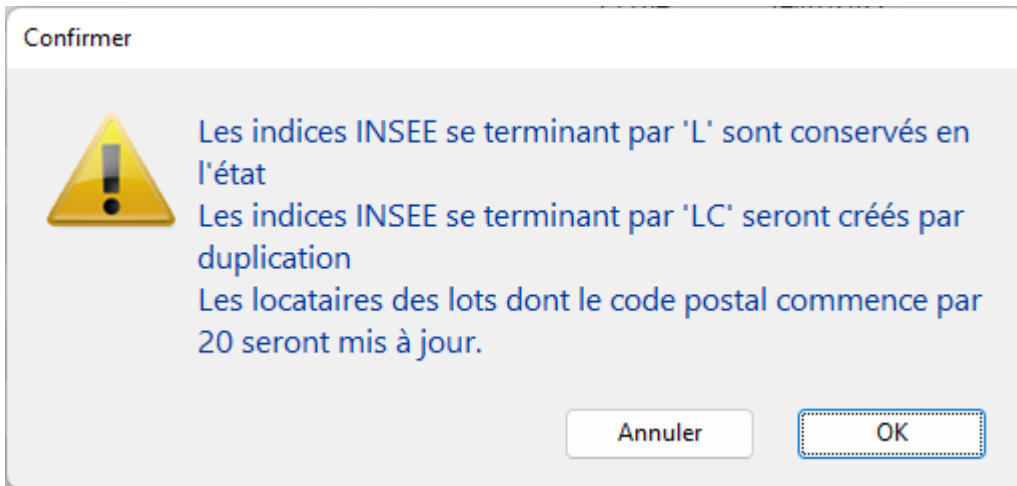 Confirmer
Les indices INSEE se terminant par 'L' sont conservés en
l'état
Les indices INSEE se terminant par 'LC' seront créés par
duplication
Les locataires des lots dont le code postal commence par
20 seront mis à jour.
Annuler
OK